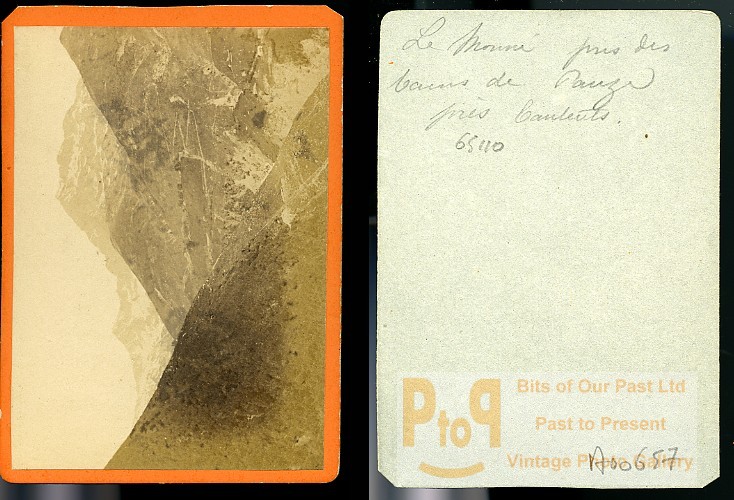 Le Monné pris des
bains de Pauze
près Cauterets.
65110
PtoP
Bits of Our Past Ltd
Past to Present
Vintage Photo Gallery
A00657